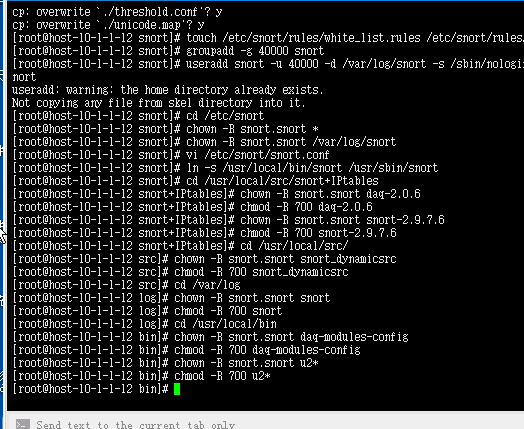 cp: overwrite `./threshold.conf'? y
cp: overwrite `./unicode.map'? y
[root@host-10-1-1-12 snort]# touch /etc/snort/rules/white_list.rules /etc/snort/rules/
[root@host-10-1-1-12 snort]# groupadd -g 40000 snort
[root@host-10-1-1-12 snort]# useradd snort -u 40000 -d /var/log/snort -s /sbin/nologin
nort
useradd: warning: the home directory already exists.
Not copying any file from skel directory into it.
[root@host-10-1-1-12 snort]# cd /etc/snort
[root@host-10-1-1-12 snort]# chown -R snort.snort *
[root@host-10-1-1-12 snort]# chown -R snort.snort /var/log/snort
[root@host-10-1-1-12 snort]# vi /etc/snort/snort.conf
[root@host-10-1-1-12 snort]# ln -s /usr/local/bin/snort /usr/sbin/snort
[root@host-10-1-1-12 snort]# cd /usr/local/src/snort+IPtables
[root@host-10-1-1-12 snort+IPtables]# chown -R snort.snort daq-2.0.6
[root@host-10-1-1-12 snort+IPtables]# chmod -R 700 daq-2.0.6
[root@host-10-1-1-12 snort+IPtables]# chown -R snort.snort snort-2.9.7.6
[root@host-10-1-1-12 snort+IPtables]# chmod -R 700 snort-2.9.7.6
[root@host-10-1-1-12 snort+IPtables]# cd /usr/local/src/
[root@host-10-1-1-12 src]# chown -R snort.snort snort_dynamicsrc
[root@host-10-1-1-12 src]# chmod -R 700 snort_dynamicsrc
[root@host-10-1-1-12 src]# cd /var/log
[root@host-10-1-1-12 log]# chown -R snort.snort snort
[root@host-10-1-1-12 log]# chmod -R 700 snort
[root@host-10-1-1-12 log]# cd /usr/local/bin
[root@host-10-1-1-12 bin]# chown -R snort.snort daq-modules-config
[root@host-10-1-1-12 bin]# chmod -R 700 daq-modules-config
[root@host-10-1-1-12 bin]# chown -R snort.snort u2*
[root@host-10-1-1-12 bin]# chmod -R 700 u2*
[root@host-10-1-1-12 bin]#
Send text to the current tab only